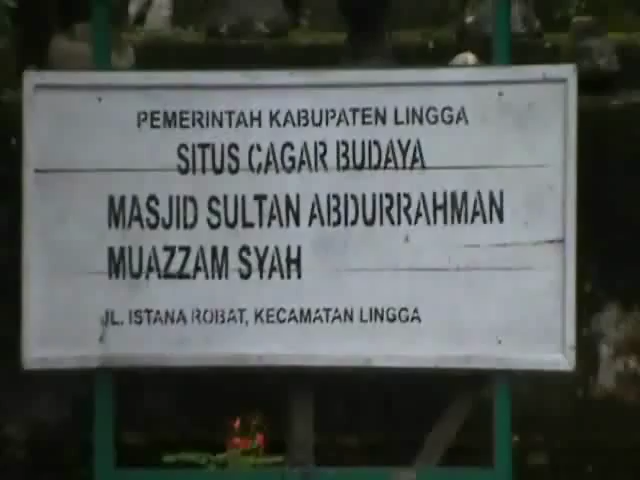 PEMERINTAH KABUPATEN LINGGA
SITUS CAGAR BUDAYA
MASJID SULTAN ABDURRAHMAN
MUAZZAM SYAH
JL. ISTANA ROBAT, KECAMATAN LINGGA